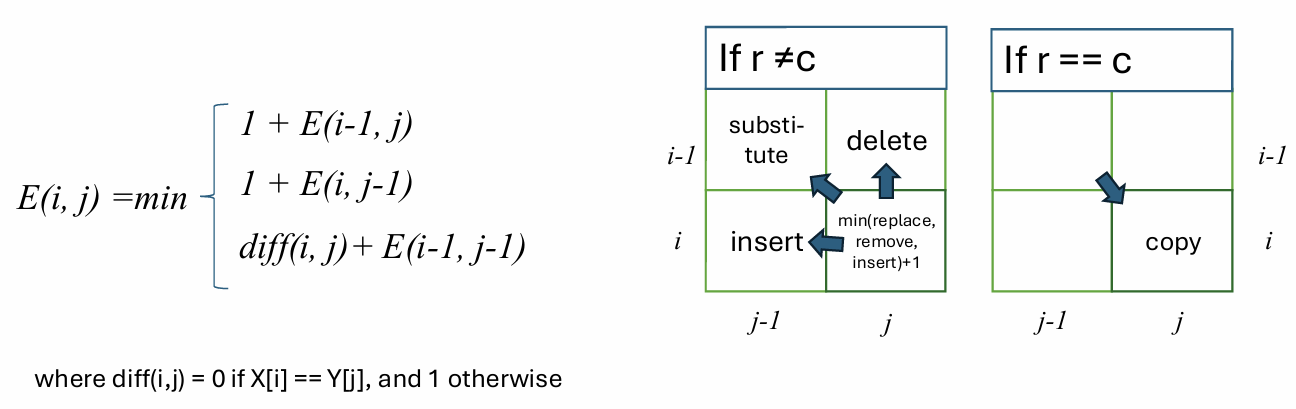 1 + E(i-1, j)
1 + E(i, j-1)
E(i, j) =min
diff(i, j)+ E(i-1, j-1)
where diff(i,j) = 0 if X[i] == Y[j], and 1 otherwise
If r ≠c
substi-
tute
delete
i-1
insert
min(replace,
remove,
insert)+1
i
j-1
j
If r == c
i-1
copy
i
j-1
j